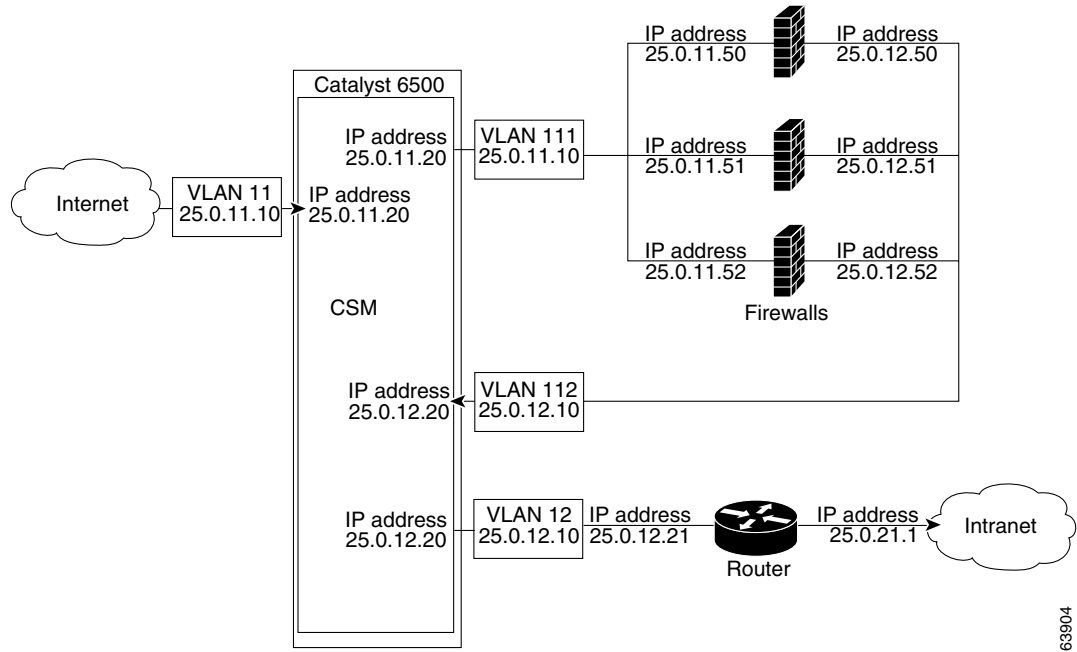 IP address
25.0.11.50
IP address
25.0.12.50
Catalyst 6500
IP address
25.0.11.20
VLAN 111
25.0.11.10
IP address
25.0.11.51
IP address
25.0.12.51
Internet
VLAN 11
25.0.11.10
IP address
25.0.11.20
IP address
25.0.11.52
IP address
25.0.12.52
Firewalls
CSM
IP address
25.0.12.20
VLAN 112
25.0.12.10
IP address
25.0.12.20
VLAN 12
25.0.12.10
IP address
25.0.12.21
Router
IP address
25.0.21.1
Intranet
63904